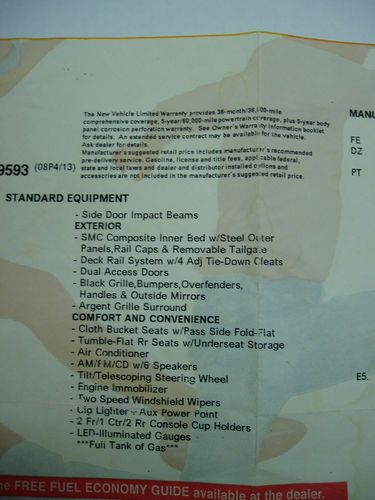 The New Vehicle Limited Warranty provides 36-month/36,000-mile
comprehensive coverage, 5-year/60,000-mile powertrain coverage, plus 5-year body
panel corrosion perforation warranty. See Owner's Warranty Information booklet
for details. An extended service contract may be available for the vehicle.
Ask dealer for details.
Manufacturer's suggested retail price includes manufacturer's recommended
pre-delivery service. Gasoline, license and title fees, applicable federal,
state and local taxes and dealer and distributor installed options and
accessories are not included in the manufacturer's suggested retail price.
MANU
FE
DZ
PT
9593 (08P4/13)
STANDARD EQUIPMENT
- Side Door Impact Beams
EXTERIOR
- SMC Composite Inner Bed w/Steel Outer
Panels,Rail Caps & Removable Tailgate
- Deck Rail System w/4 Adj Tie-Down Cleats
- Dual Access Doors
- Black Grille,Bumpers,Overfenders,
Handles & Outside Mirrors
- Argent Grille Surround
COMFORT AND CONVENIENCE
- Cloth Bucket Seats w/Pass Side Fold-Flat
- Tumble-Flat Rr Seats w/Underseat Storage
- Air Conditioner
- AM/FM/CD w/6 Speakers
- Tilt/Telescoping Steering Wheel
- Engine Immobilizer
- Two Speed Windshield Wipers
- Cig Lighter + Aux Power Point
- 2 Fr/1 Ctr/2 Rr Console Cup Holders
- LED-Illuminated Gauges
***Full Tank of Gas***
E5.
he FREE FUEL ECONOMY GUIDE available at the dealer.